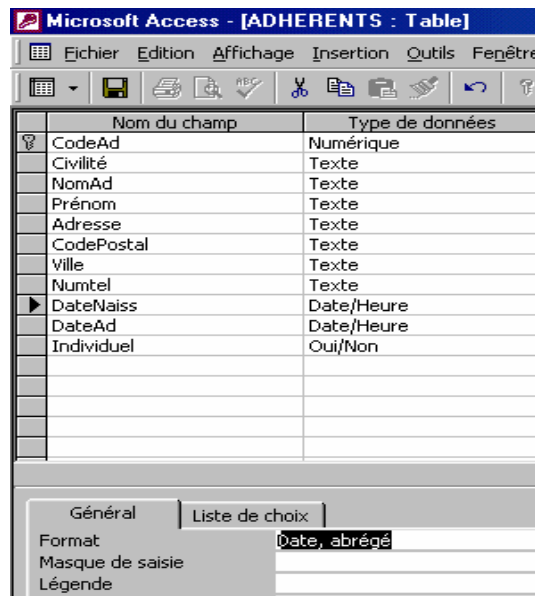 Microsoft Access - [ADHERENTS : Table]
Fichier Edition Affichage Insertion Outils Fenêtre
Nom du champ Type de données
CodeAd Numérique
Civilité Texte
NomAd Texte
Prénom Texte
Adresse Texte
CodePostal Texte
Ville Texte
Numtel Texte
DateNaiss Date/Heure
DateAd Date/Heure
Individuel Oui/Non
Général Liste de choix
Format Date, abrégé
Masque de saisie
Légende